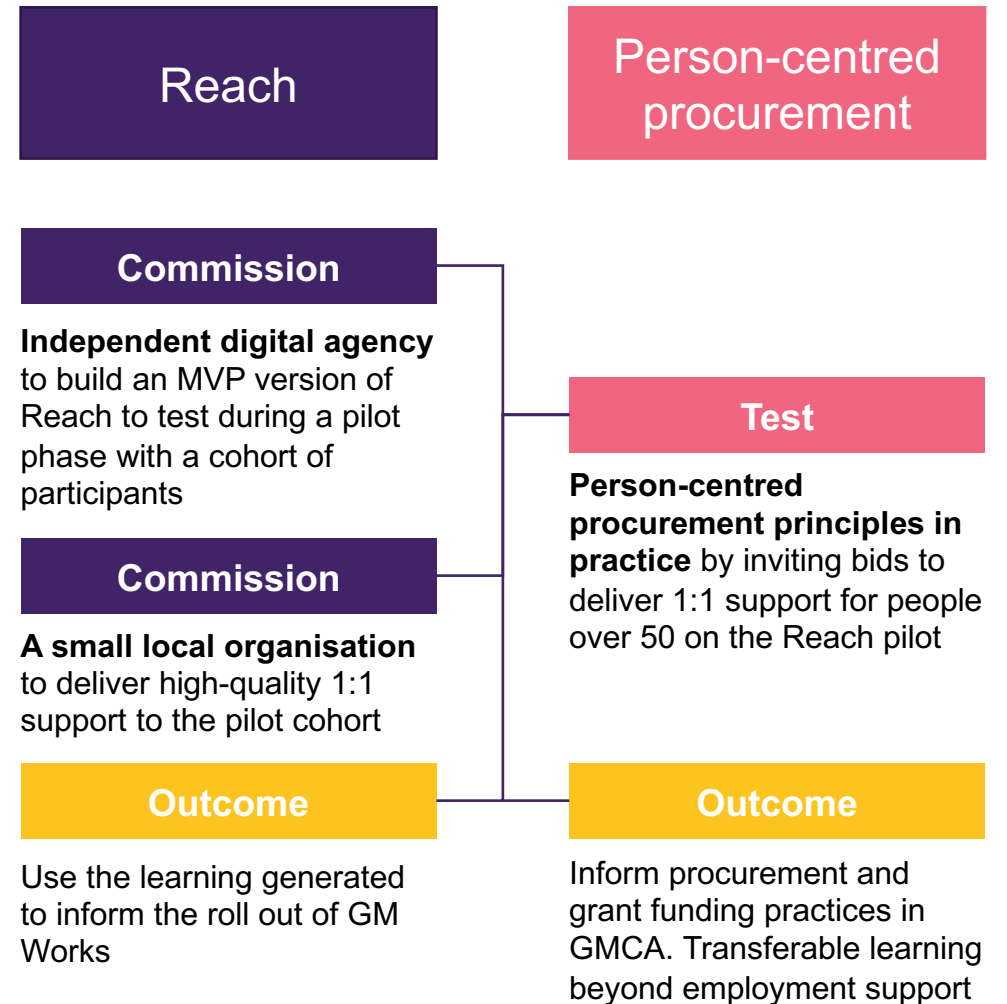 Reach
Person-centred
procurement
Commission
Independent digital agency
to build an MVP version of
Reach to test during a pilot
phase with a cohort of
participants
Commission
A small local organisation
to deliver high-quality 1:1
support to the pilot cohort
Outcome
Use the learning generated
to inform the roll out of GM
Works
Test
Person-centred
procurement principles in
practice by inviting bids to
deliver 1:1 support for people
over 50 on the Reach pilot
Outcome
Inform procurement and
grant funding practices in
GMCA. Transferable learning
beyond employment support